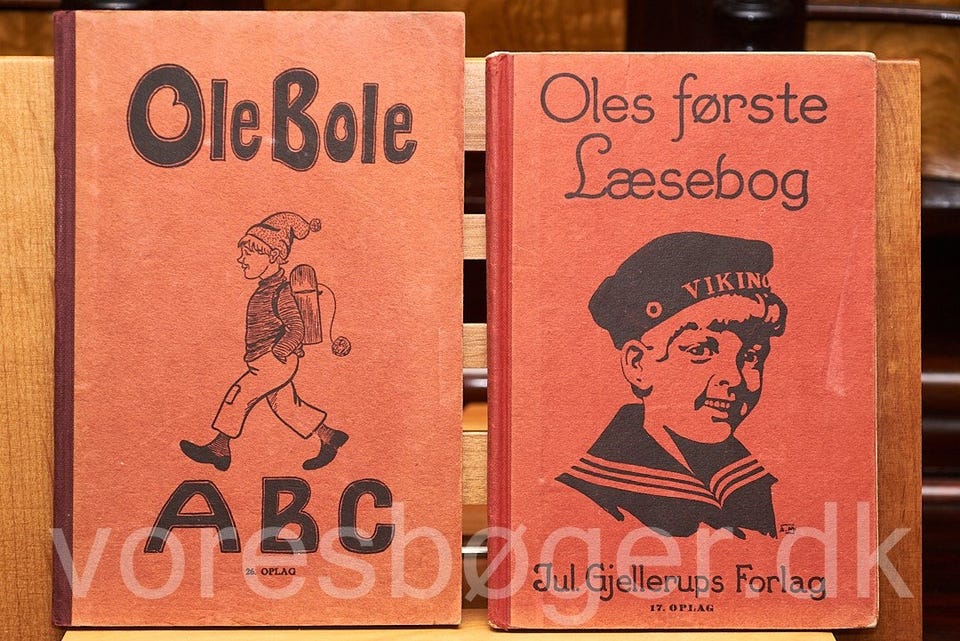 Ole Bole
ABC
26. OPLAG
Oles første
Læsebog
VIKING
Jul. Gjellerups Forlag
17. OPLAG
voresbøger.dk